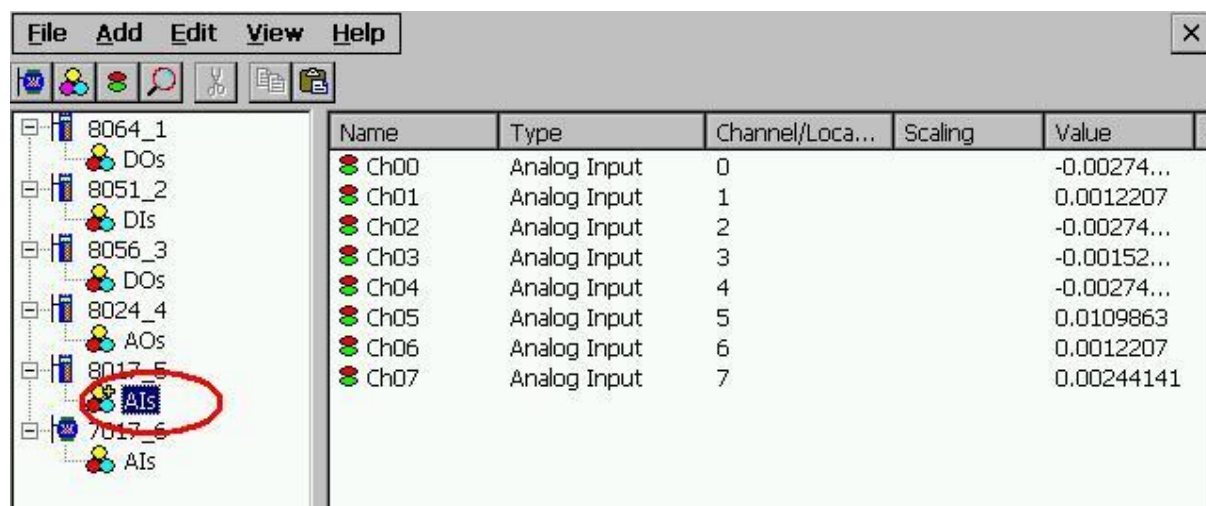 File Add Edit View Help
8064_1
DOs
8051_2
DIs
8056_3
DOs
8024_4
AOs
8017_5
AIs
7017_6
AIs
Name Type Channel/Loca... Scaling Value
Ch00 Analog Input 0 -0.00274...
Ch01 Analog Input 1 0.0012207
Ch02 Analog Input 2 -0.00274...
Ch03 Analog Input 3 -0.00152...
Ch04 Analog Input 4 -0.00274...
Ch05 Analog Input 5 0.0109863
Ch06 Analog Input 6 0.0012207
Ch07 Analog Input 7 0.00244141